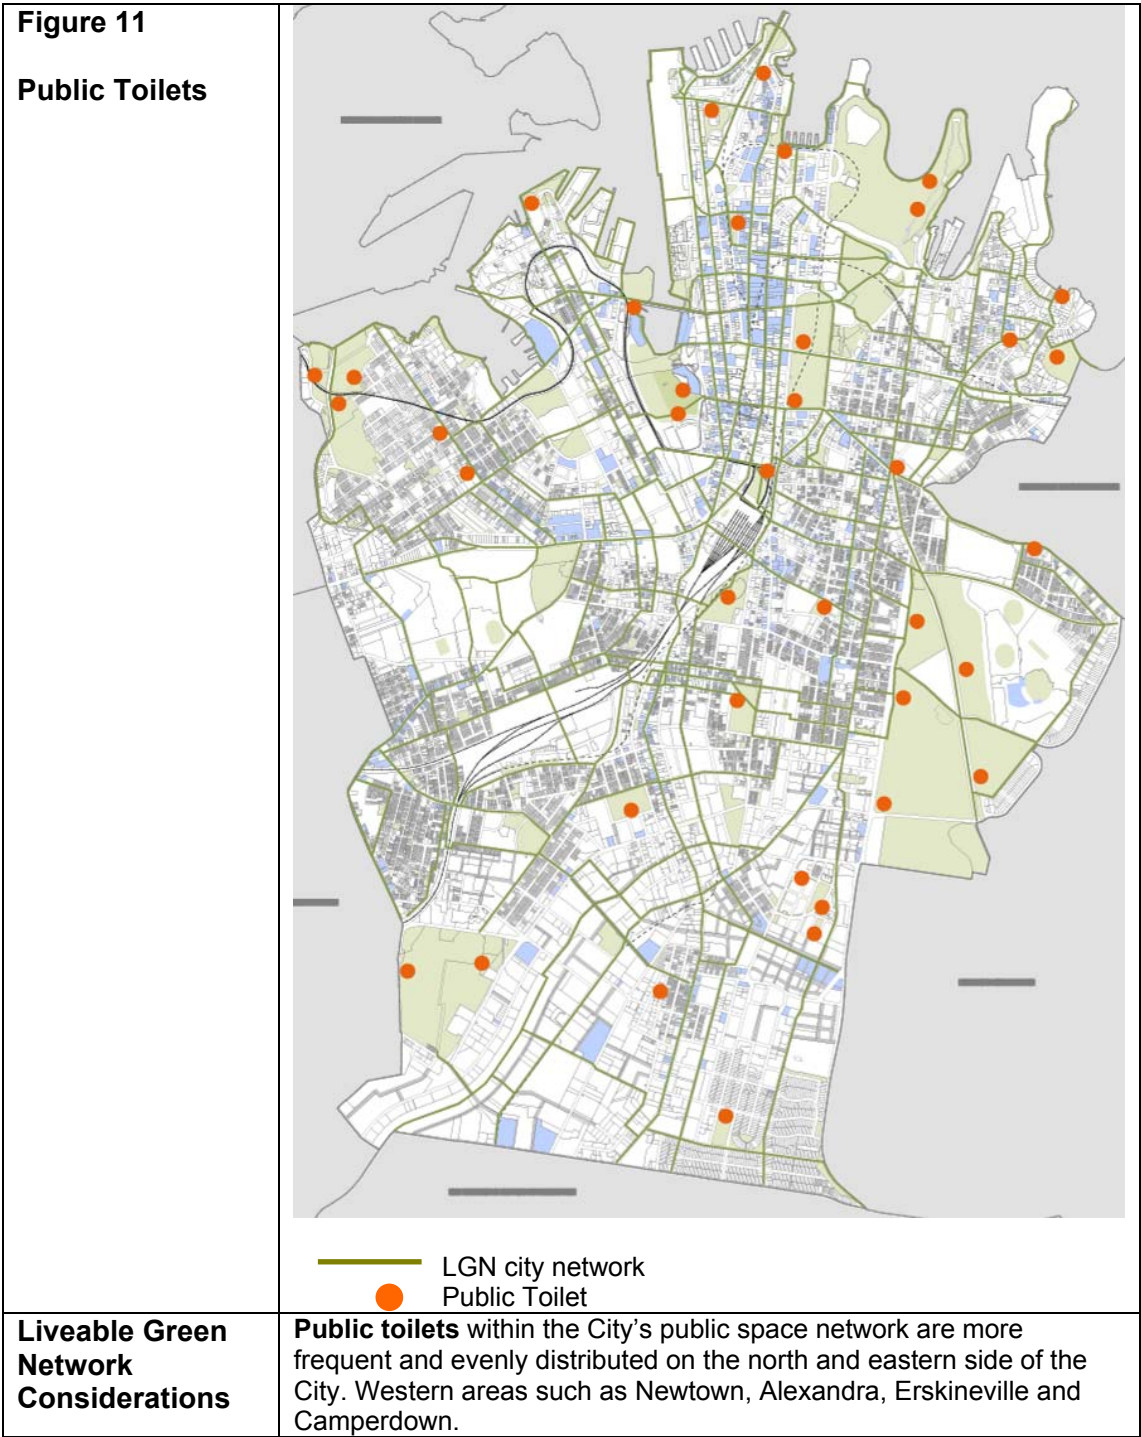 Figure 11
Public Toilets
LGN city network
Public Toilet
Liveable Green
Network
Considerations
Public toilets within the City's public space network are more
frequent and evenly distributed on the north and eastern side of the
City. Western areas such as Newtown, Alexandra, Erskineville and
Camperdown.